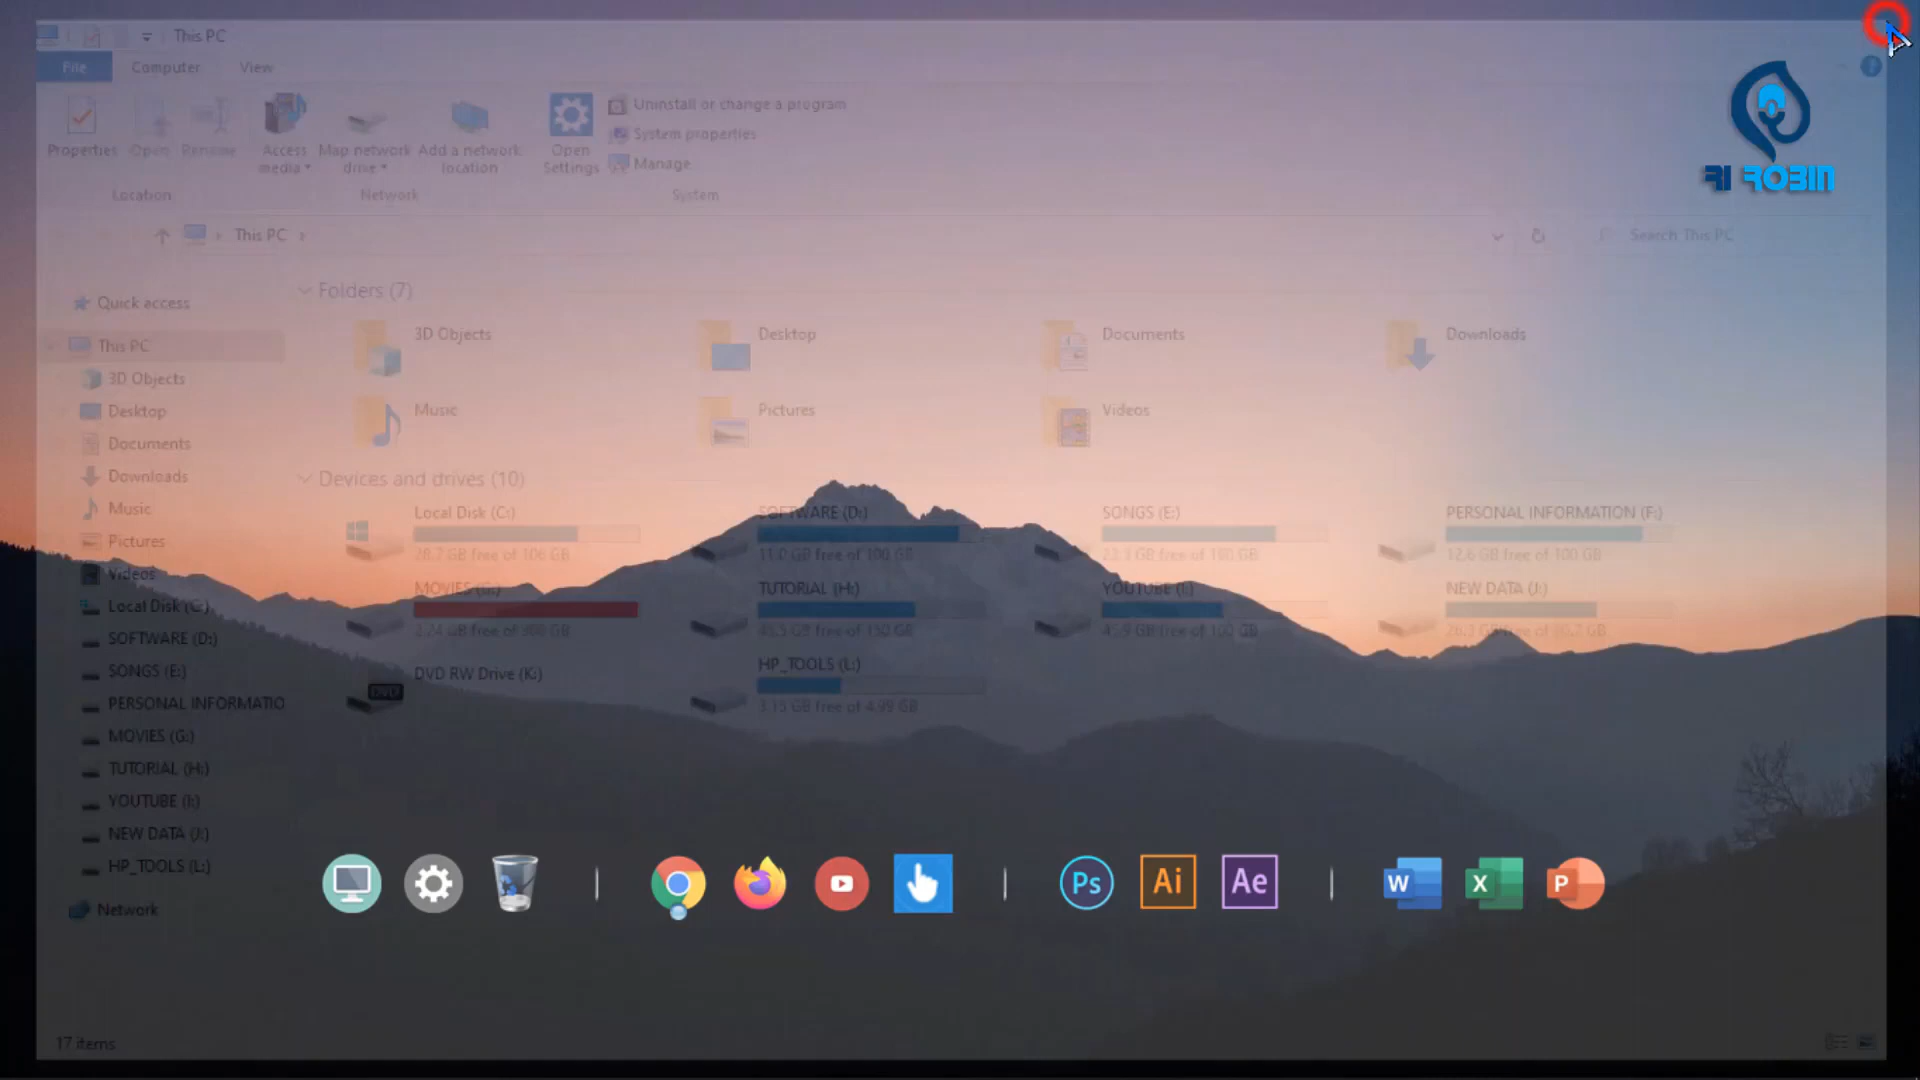 This PC
File
Computer
View
Properties
Open
Rename
Access media
Map network drive
Add a network location
Open Settings
Uninstall or change a program
System properties
Manage
Location
Network
System
RI ROBIN
This PC
Search This PC
Quick access
This PC
3D Objects
Desktop
Documents
Downloads
Music
Pictures
Videos
Local Disk (C:)
SOFTWARE (D:)
SONGS (E:)
PERSONAL INFORMATIO
MOVIES (G:)
TUTORIAL (H:)
YOUTUBE (I:)
NEW DATA (J:)
HP_TOOLS (L:)
Network
Folders (7)
3D Objects
Desktop
Documents
Downloads
Music
Pictures
Videos
Devices and drives (10)
Local Disk (C:)
28.7 GB free of 106 GB
SOFTWARE (D:)
11.0 GB free of 100 GB
SONGS (E:)
PERSONAL INFORMATION (F:)
12.6 GB free of 100 GB
MOVIES (G:)
TUTORIAL (H:)
YOUTUBE (I:)
NEW DATA (J:)
DVD RW Drive (K:)
DVD
HP_TOOLS (L:)
3.15 GB free of 4.99 GB
Ps
Ai
Ae
W
X
P
17 items